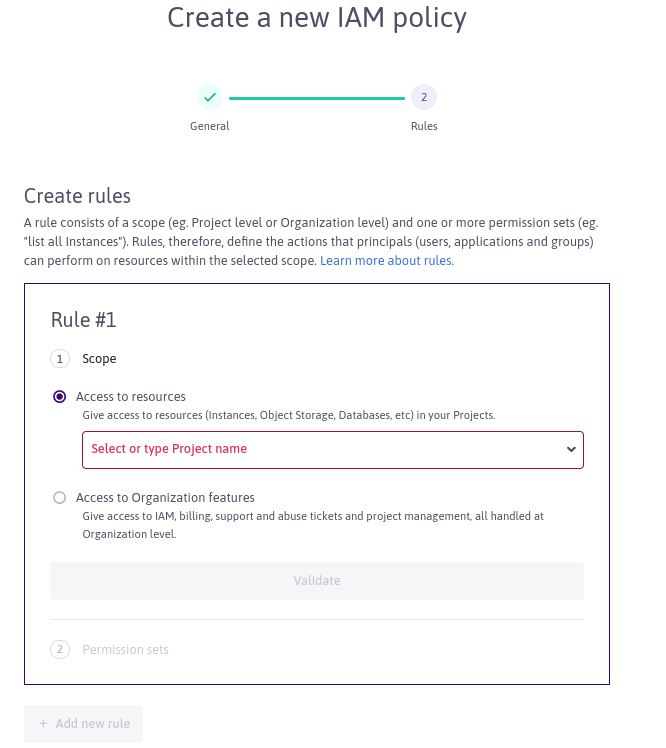 Create a new IAM policy
2
General
Rules
Create rules
A rule consists of a scope (eg. Project level or Organization level) and one or more permission sets (eg.
"list all Instances"). Rules, therefore, define the actions that principals (users, applications and groups)
can perform on resources within the selected scope. Learn more about rules.
Rule #1
1 Scope
Access to resources
Give access to resources (Instances, Object Storage, Databases, etc) in your Projects.
Select or type Project name
Access to Organization features
Give access to IAM, billing, support and abuse tickets and project management, all handled at
Organization level.
Validate
2 Permission sets
+ Add new rule